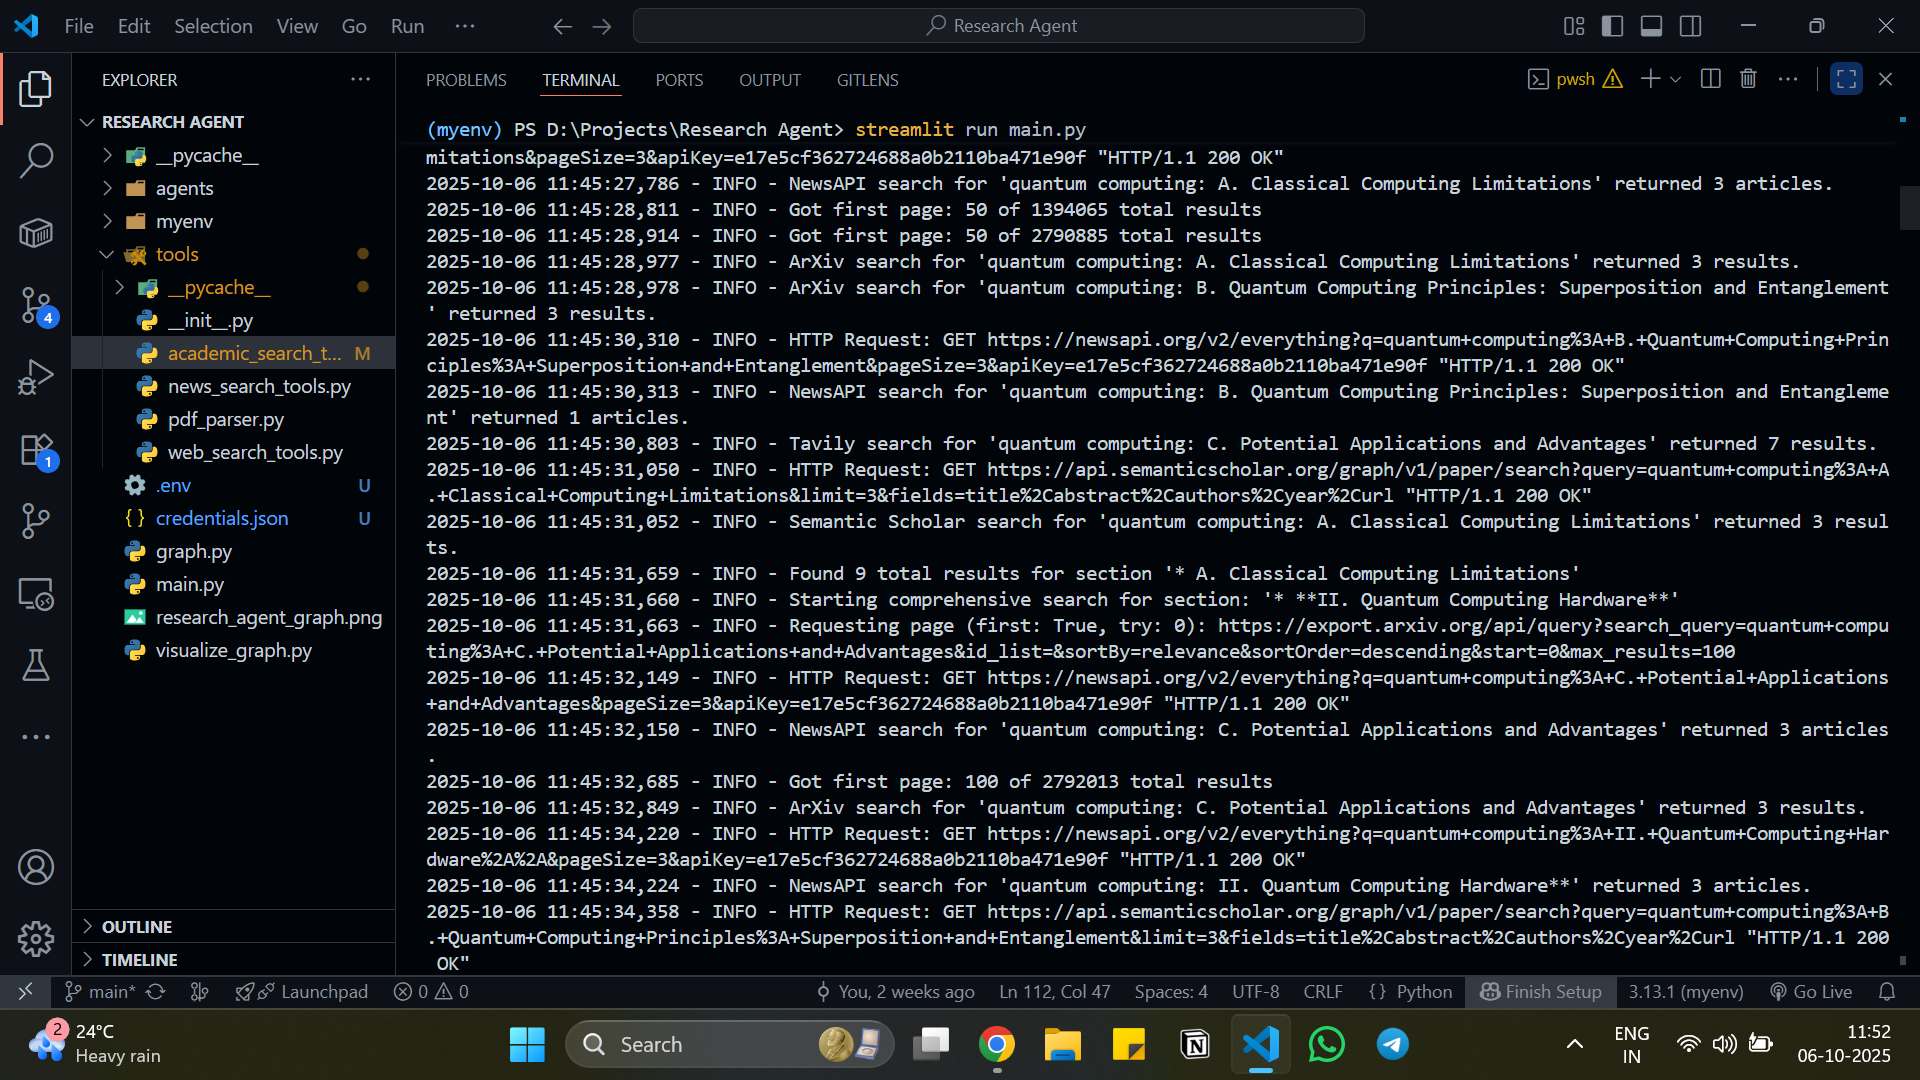 File Edit Selection View Go Run ···
Research Agent
EXPLORER
PROBLEMS TERMINAL PORTS OUTPUT GITLENS
pwsh
RESEARCH AGENT
__pycache__
agents
myenv
tools
__pycache__
__init__.py
academic_search_t... M
news_search_tools.py
pdf_parser.py
web_search_tools.py
.env U
credentials.json U
graph.py
main.py
research_agent_graph.png
visualize_graph.py
OUTLINE
TIMELINE
4
1
(myenv) PS D:\Projects\Research Agent> streamlit run main.py
mitations&pageSize=3&apiKey=e17e5cf362724688a0b2110ba471e90f "HTTP/1.1 200 OK"
2025-10-06 11:45:27,786 - INFO - NewsAPI search for 'quantum computing: A. Classical Computing Limitations' returned 3 articles.
2025-10-06 11:45:28,811 - INFO - Got first page: 50 of 1394065 total results
2025-10-06 11:45:28,914 - INFO - Got first page: 50 of 2790885 total results
2025-10-06 11:45:28,977 - INFO - ArXiv search for 'quantum computing: A. Classical Computing Limitations' returned 3 results.
2025-10-06 11:45:28,978 - INFO - ArXiv search for 'quantum computing: B. Quantum Computing Principles: Superposition and Entanglement
' returned 3 results.
2025-10-06 11:45:30,310 - INFO - HTTP Request: GET https://newsapi.org/v2/everything?q=quantum+computing%3A+B.+Quantum+Computing+Prin
ciples%3A+Superposition+and+Entanglement&pageSize=3&apiKey=e17e5cf362724688a0b2110ba471e90f "HTTP/1.1 200 OK"
2025-10-06 11:45:30,313 - INFO - NewsAPI search for 'quantum computing: B. Quantum Computing Principles: Superposition and Entangleme
nt' returned 1 articles.
2025-10-06 11:45:30,803 - INFO - Tavily search for 'quantum computing: C. Potential Applications and Advantages' returned 7 results.
2025-10-06 11:45:31,050 - INFO - HTTP Request: GET https://api.semanticscholar.org/graph/v1/paper/search?query=quantum+computing%3A+A
.+Classical+Computing+Limitations&limit=3&fields=title%2Cabstract%2Cauthors%2Cyear%2Curl "HTTP/1.1 200 OK"
2025-10-06 11:45:31,052 - INFO - Semantic Scholar search for 'quantum computing: A. Classical Computing Limitations' returned 3 resul
ts.
2025-10-06 11:45:31,659 - INFO - Found 9 total results for section '* A. Classical Computing Limitations'
2025-10-06 11:45:31,660 - INFO - Starting comprehensive search for section: '* **II. Quantum Computing Hardware**'
2025-10-06 11:45:31,663 - INFO - Requesting page (first: True, try: 0): https://export.arxiv.org/api/query?search_query=quantum+compu
ting%3A+C.+Potential+Applications+and+Advantages&id_list=&sortBy=relevance&sortOrder=descending&start=0&max_results=100
2025-10-06 11:45:32,149 - INFO - HTTP Request: GET https://newsapi.org/v2/everything?q=quantum+computing%3A+C.+Potential+Applications
+and+Advantages&pageSize=3&apiKey=e17e5cf362724688a0b2110ba471e90f "HTTP/1.1 200 OK"
2025-10-06 11:45:32,150 - INFO - NewsAPI search for 'quantum computing: C. Potential Applications and Advantages' returned 3 articles
.
2025-10-06 11:45:32,685 - INFO - Got first page: 100 of 2792013 total results
2025-10-06 11:45:32,849 - INFO - ArXiv search for 'quantum computing: C. Potential Applications and Advantages' returned 3 results.
2025-10-06 11:45:34,220 - INFO - HTTP Request: GET https://newsapi.org/v2/everything?q=quantum+computing%3A+II.+Quantum+Computing+Har
dware%2A%2A&pageSize=3&apiKey=e17e5cf362724688a0b2110ba471e90f "HTTP/1.1 200 OK"
2025-10-06 11:45:34,224 - INFO - NewsAPI search for 'quantum computing: II. Quantum Computing Hardware**' returned 3 articles.
2025-10-06 11:45:34,358 - INFO - HTTP Request: GET https://api.semanticscholar.org/graph/v1/paper/search?query=quantum+computing%3A+B
.+Quantum+Computing+Principles%3A+Superposition+and+Entanglement&limit=3&fields=title%2Cabstract%2Cauthors%2Cyear%2Curl "HTTP/1.1 200
OK"
main* Launchpad 0 0 You, 2 weeks ago Ln 112, Col 47 Spaces: 4 UTF-8 CRLF {} Python Finish Setup 3.13.1 (myenv) Go Live
2 24°C
Heavy rain
Search
ENG
IN
11:52
06-10-2025